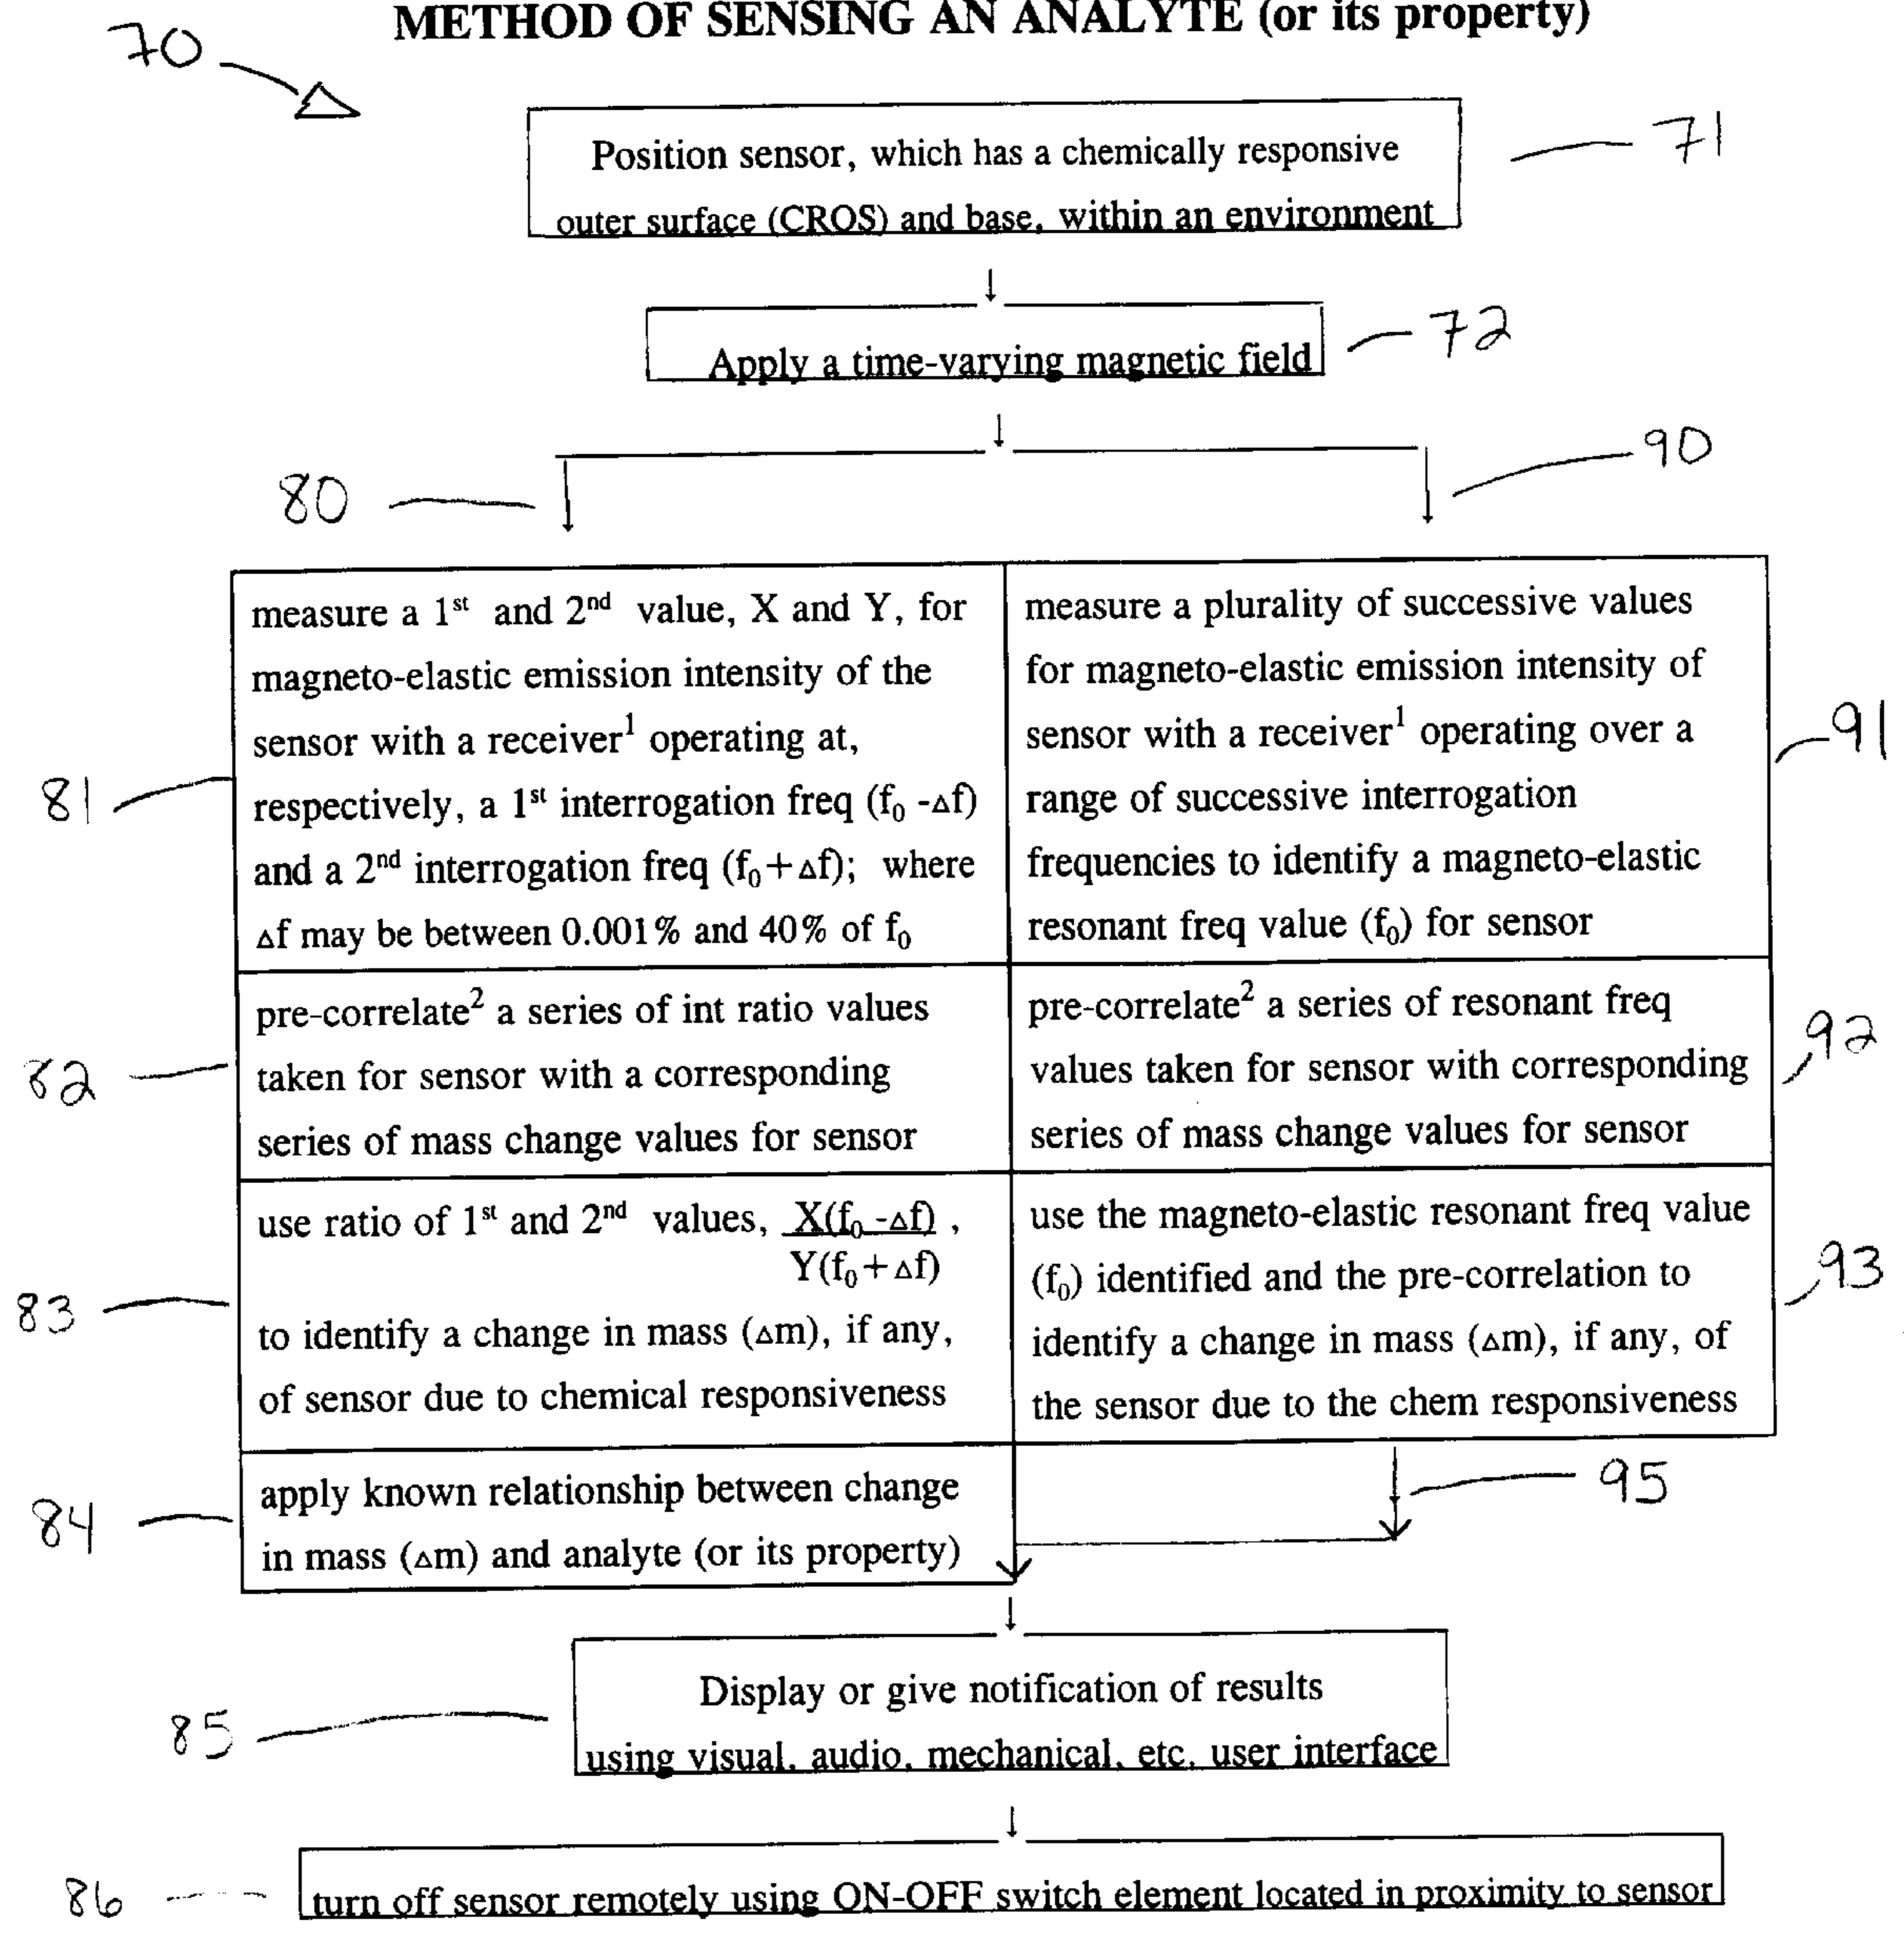 METHOD OF SENSING AN ANALYTE (or its property)
70
Position sensor, which has a chemically responsive
outer surface (CROS) and base, within an environment
71
Apply a time-varying magnetic field
72
80
90
measure a 1st and 2nd value, X and Y, for
magneto-elastic emission intensity of the
sensor with a receiver1 operating at,
respectively, a 1st interrogation freq (f0 -Δf)
and a 2nd interrogation freq (f0+Δf); where
Δf may be between 0.001% and 40% of f0
81
measure a plurality of successive values
for magneto-elastic emission intensity of
sensor with a receiver1 operating over a
range of successive interrogation
frequencies to identify a magneto-elastic
resonant freq value (f0) for sensor
91
pre-correlate2 a series of int ratio values
taken for sensor with a corresponding
series of mass change values for sensor
82
pre-correlate2 a series of resonant freq
values taken for sensor with corresponding
series of mass change values for sensor
92
use ratio of 1st and 2nd values, X(f0 -Δf) ,
Y(f0+Δf)
to identify a change in mass (Δm), if any,
of sensor due to chemical responsiveness
83
use the magneto-elastic resonant freq value
(f0) identified and the pre-correlation to
identify a change in mass (Δm), if any, of
the sensor due to the chem responsiveness
93
apply known relationship between change
in mass (Δm) and analyte (or its property)
84
95
Display or give notification of results
using visual, audio, mechanical, etc. user interface
85
turn off sensor remotely using ON-OFF switch element located in proximity to sensor
86